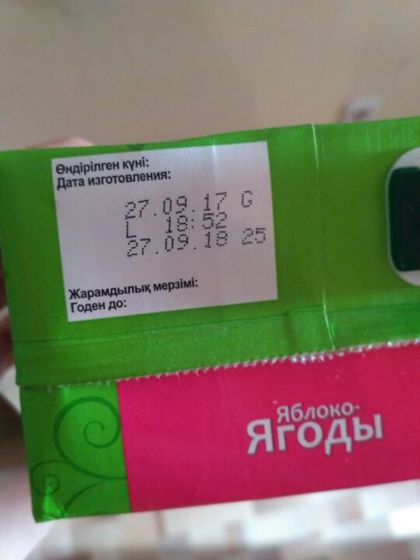 Өндірілген күні:
Дата изготовления:
27.09.17 G
L 18:52
27.09.18 25
Жарамдылық мерзімі:
Годен до:
Яблоко-
Ягоды